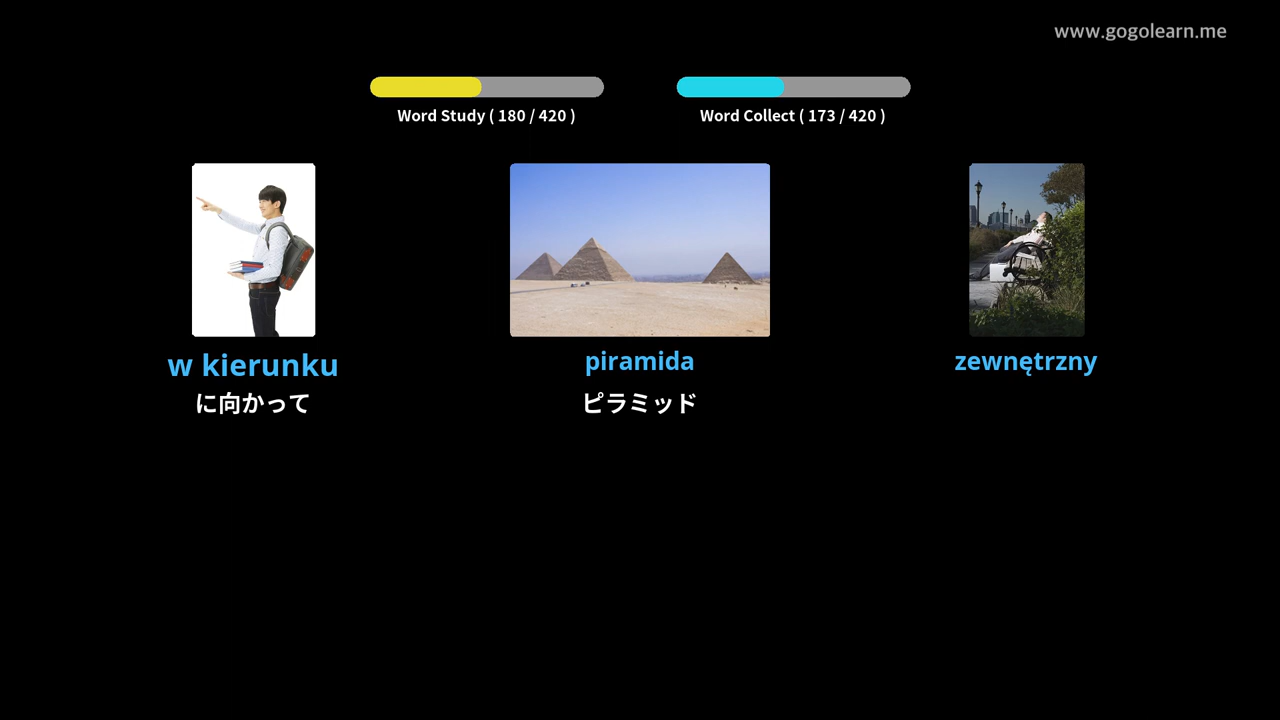 www.gogolearn.me
Word Study ( 180 / 420 )
Word Collect ( 173 / 420 )
w kierunku
piramida
zewnętrzny
に向かって
ピラミッド